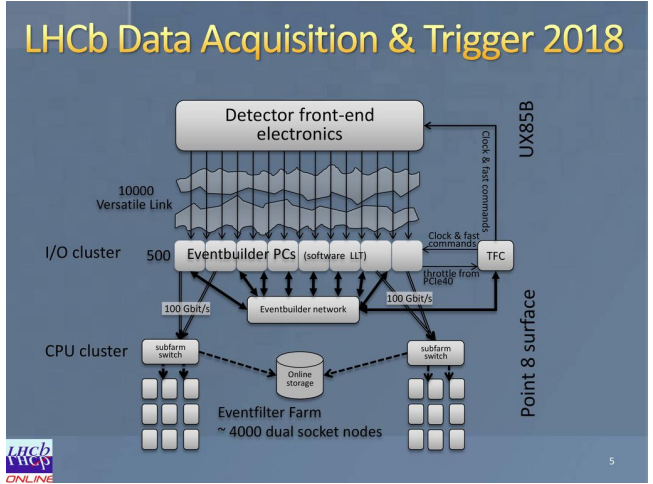 LHCb Data Acquisition & Trigger 2018
Detector front-end
electronics
UX85B
Clock & fast commands
10000
Versatile Link
I/O cluster
500
Eventbuilder PCs (software LLT)
Clock & fast
commands
TFC
throttle from
PCIe40
100 Gbit/s
Eventbuilder network
100 Gbit/s
Point 8 surface
CPU cluster
subfarm
switch
Online
storage
subfarm
switch
Eventfilter Farm
~ 4000 dual socket nodes
LHCb
ONLINE
5